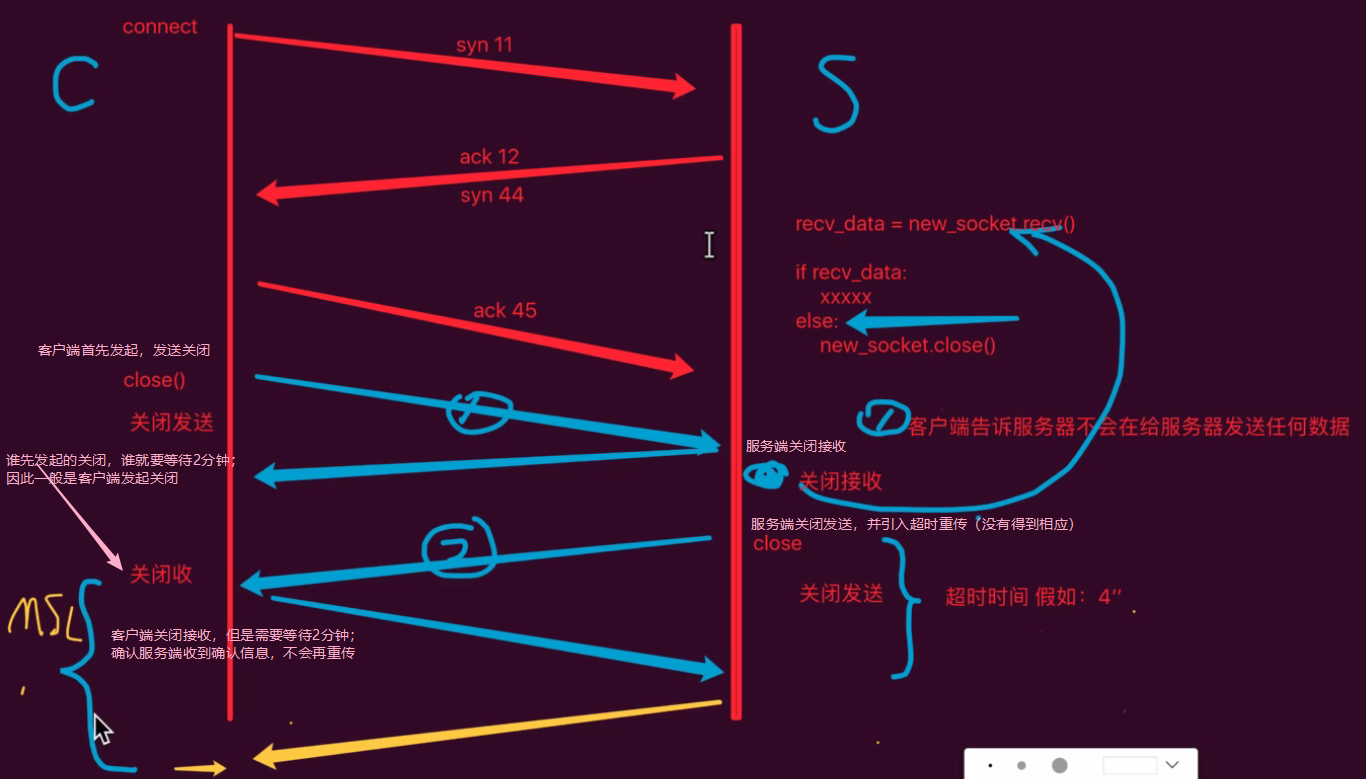 connect
syn 11
C
S
ack 12
syn 44
recv_data = new_socket.recv()
if recv_data:
xxxxx
else:
new_socket.close()
ack 45
客户端首先发起，发送关闭
close()
关闭发送
1
1
客户端告诉服务器不会在给服务器发送任何数据
服务端关闭接收
谁先发起的关闭，谁就要等待2分钟；
因此一般是客户端发起关闭
关闭接收
服务端关闭发送，并引入超时重传（没有得到相应）
close
2
关闭收
关闭发送
超时时间 假如：4’’
MSL
客户端关闭接收，但是需要等待2分钟；
确认服务端收到确认信息，不会再重传